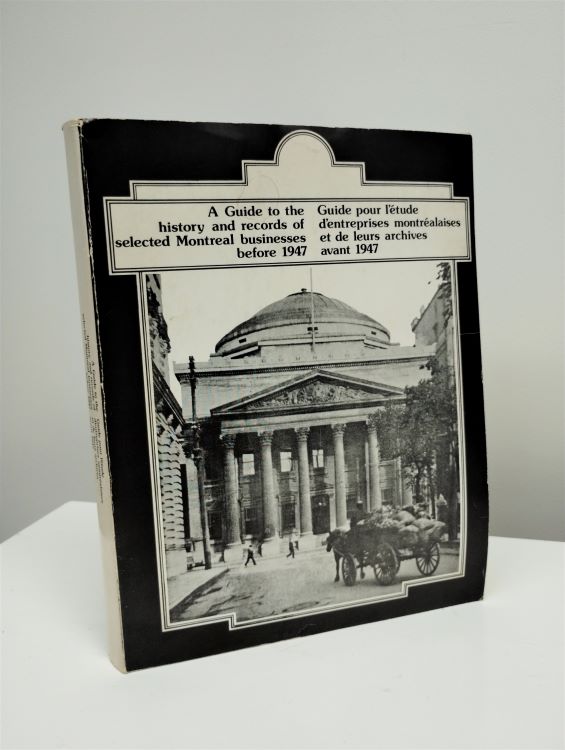 A Guide to the
history and records of
selected Montreal businesses
before 1947
Guide pour l'étude
d'entreprises montréalaises
et de leurs archives
avant 1947